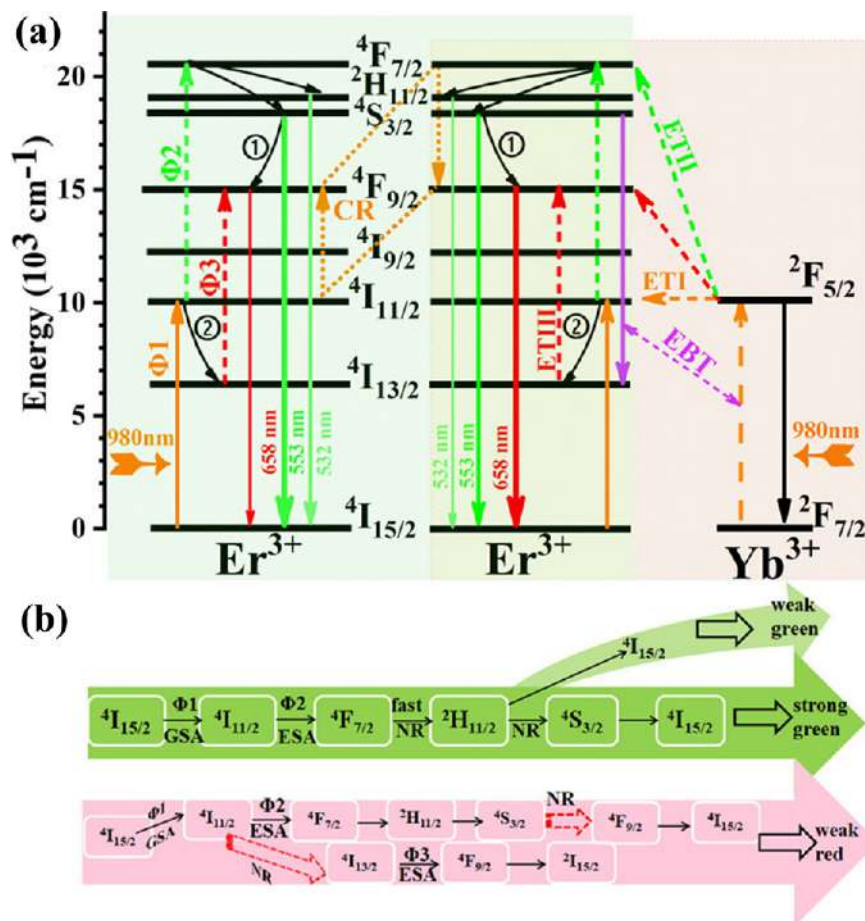 (a)
Energy (10³ cm⁻¹)
20
15
10
5
0
⁴F₇/₂
²H₁₁/₂
⁴S₃/₂
⁴F₉/₂
⁴I₉/₂
⁴I₁₁/₂
⁴I₁₃/₂
⁴I₁₅/₂
Φ2
①
Φ3
CR
Φ1
②
980nm
658 nm
553 nm
532 nm
Er³⁺
①
ETIII
②
532 nm
553 nm
658 nm
Er³⁺
ETII
ETI
EBT
²F₅/₂
980nm
²F₇/₂
Yb³⁺
(b)
⁴I₁₅/₂
weak
green
⁴I₁₅/₂ Φ1 GSA ⁴I₁₁/₂ Φ2 ESA ⁴F₇/₂ fast NR ²H₁₁/₂ NR ⁴S₃/₂ ⁴I₁₅/₂
strong
green
⁴I₁₅/₂ Φ1 GSA ⁴I₁₁/₂ Φ2 ESA ⁴F₇/₂ ²H₁₁/₂ ⁴S₃/₂ NR ⁴F₉/₂ ⁴I₁₅/₂
NR ⁴I₁₃/₂ Φ3 ESA ⁴F₉/₂ ²I₁₅/₂
weak
red